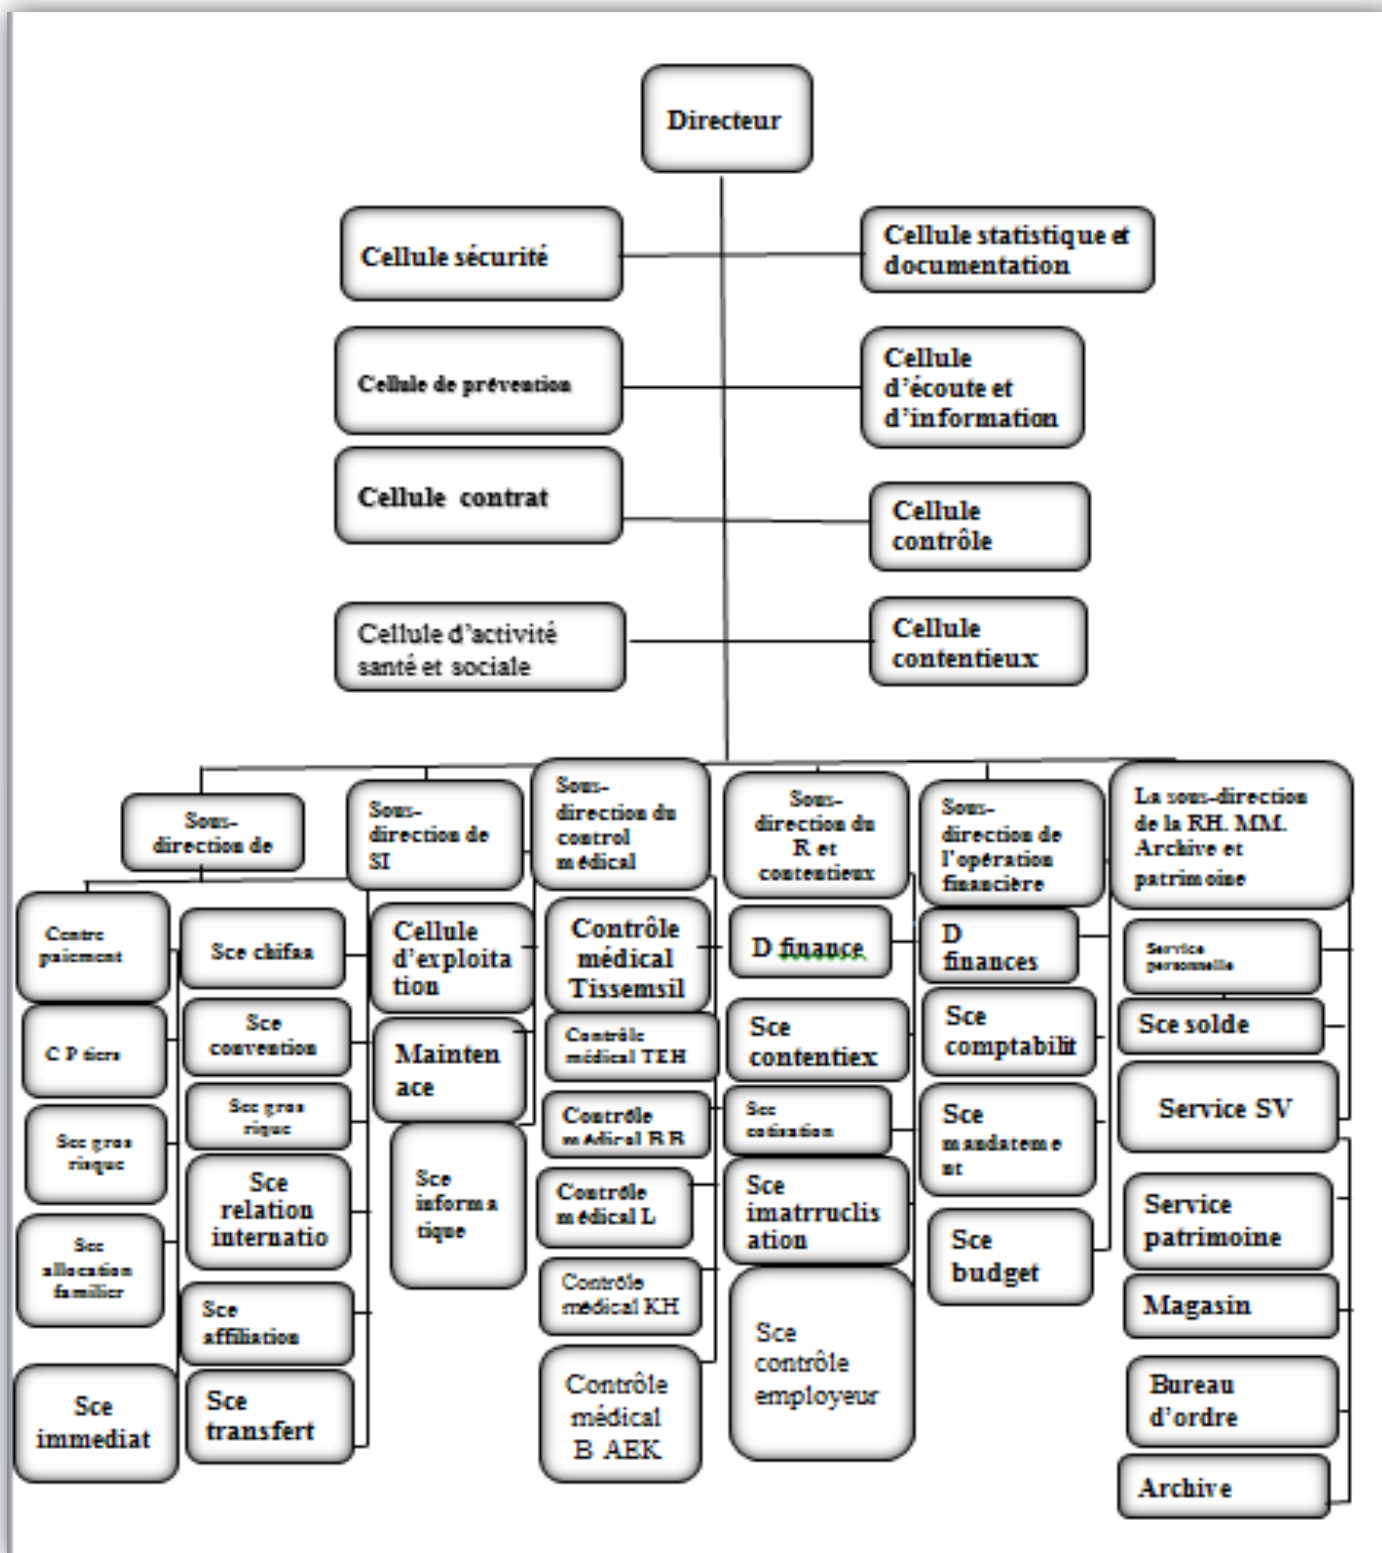 Directeur
Cellule sécurité
Cellule statistique et
documentation
Cellule de prévention
Cellule
d'écoute et
d'information
Cellule contrat
Cellule
contrôle
Cellule d'activité
santé et sociale
Cellule
contentieux
Sous-
direction de
Sous-
direction de
SI
Sous-
direction du
control
médical
Sous-
direction du
R et
contentieux
Sous-
direction de
l'opération
financière
La sous-direction
de la RH. MM.
Archive et
patrimoine
Centre
paiement
C P tiers
Sce gros
risque
Sce
allocation
familier
Sce
immediat
Sce chifaa
Sce
convention
Sce gros
rique
Sce
relation
internatio
Sce
affiliation
Sce
transfert
Cellule
d'exploita
tion
Mainten
ace
Sce
informa
tique
Contrôle
médical
Tissemsil
Contrôle
médical TEH
Contrôle
médical BB
Contrôle
médical L
Contrôle
médical KH
Contrôle
médical
B AEK
D finance
Sce
contentiex
Sce
cotisation
Sce
imatrruclis
ation
Sce
contrôle
employeur
D
finances
Sce
comptabilit
Sce
mandateme
nt
Sce
budget
Service
personnelle
Sce solde
Service SV
Service
patrimoine
Magasin
Bureau
d'ordre
Archive